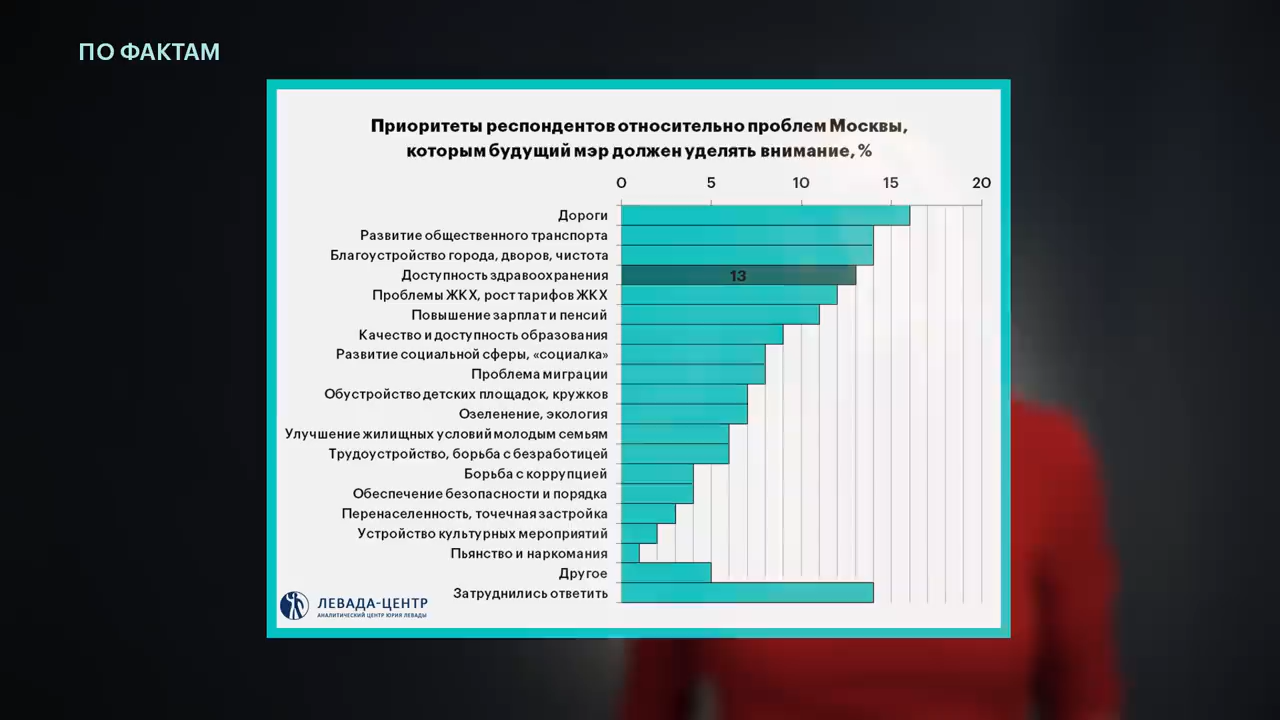 ПО ФАКТАМ
Приоритеты респондентов относительно проблем Москвы,
которым будущий мэр должен уделять внимание, %
0 5 10 15 20
Дороги
Развитие общественного транспорта
Благоустройство города, дворов, чистота
Доступность здравоохранения 13
Проблемы ЖКХ, рост тарифов ЖКХ
Повышение зарплат и пенсий
Качество и доступность образования
Развитие социальной сферы, «социалка»
Проблема миграции
Обустройство детских площадок, кружков
Озеленение, экология
Улучшение жилищных условий молодым семьям
Трудоустройство, борьба с безработицей
Борьба с коррупцией
Обеспечение безопасности и порядка
Перенаселенность, точечная застройка
Устройство культурных мероприятий
Пьянство и наркомания
Другое
Затруднились ответить
ЛЕВАДА-ЦЕНТР
АНАЛИТИЧЕСКИЙ ЦЕНТР ЮРИЯ ЛЕВАДЫ